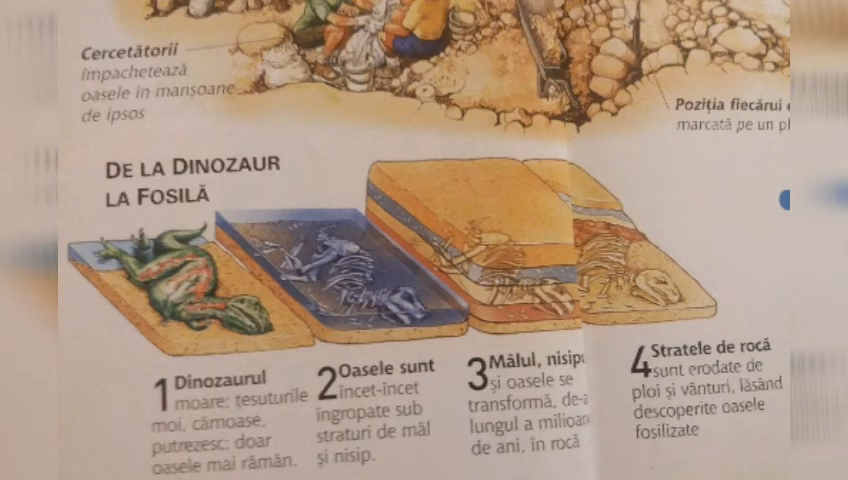 Cercetătorii
împachetează
oasele în manșoane
de ipsos
Poziția fiecărui
marcată pe un
DE LA DINOZAUR
LA FOSILĂ
1 Dinozaurul
moare; țesuturile
moi, cărnoase,
putrezesc; doar
oasele mai rămân.
2 Oasele sunt
încet-încet
îngropate sub
straturi de mâl
și nisip.
3 Mâlul,
și oasele se
transformă,
lungul a
de ani, în rocă
4 Stratele de rocă
sunt erodate de
ploi și vânturi, lăsând
descoperite oasele
fosilizate